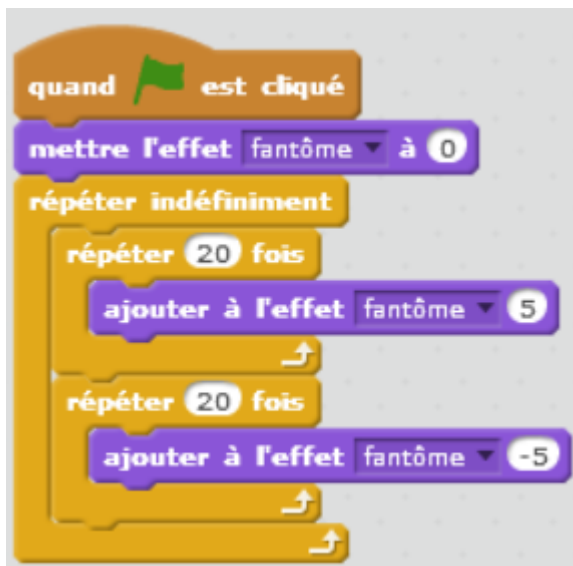 quand est cliqué
mettre l'effet fantôme à 0
répéter indéfiniment
répéter 20 fois
ajouter à l'effet fantôme 5
répéter 20 fois
ajouter à l'effet fantôme -5